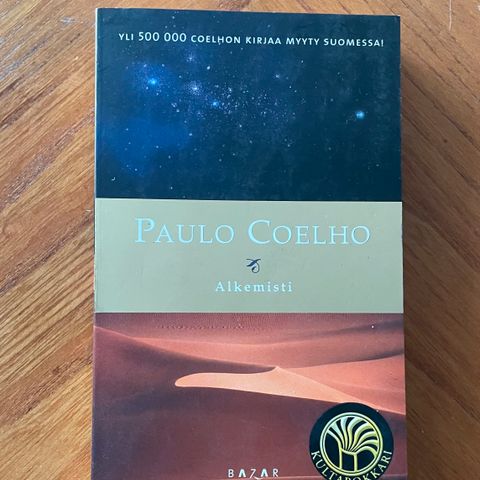 YLI 500 000 COELHON KIRJAA MYYTY SUOMESSA!
PAULO COELHO
Alkemisti
BAZAR
KULTAPOKKARI